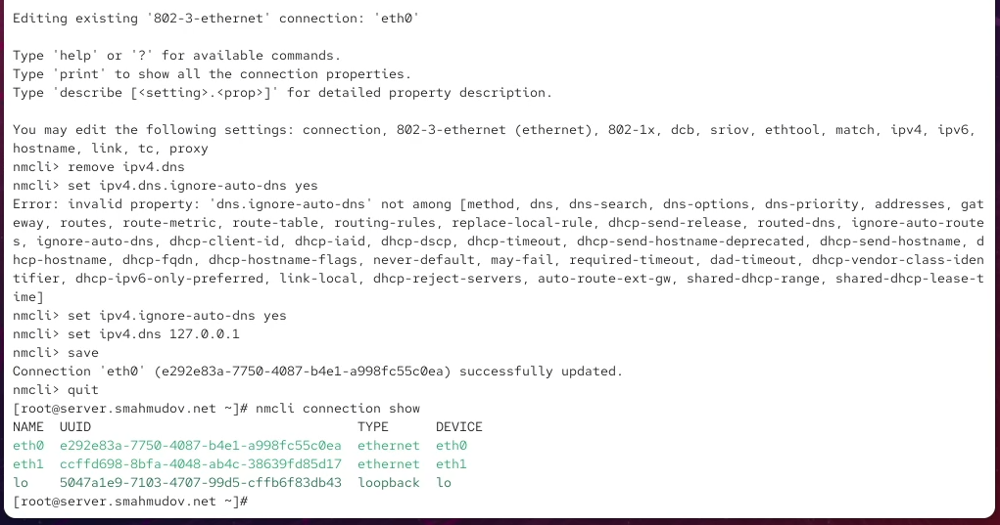 Editing existing '802-3-ethernet' connection: 'eth0'
Type 'help' or '?' for available commands.
Type 'print' to show all the connection properties.
Type 'describe [<setting>.<prop>]' for detailed property description.
You may edit the following settings: connection, 802-3-ethernet (ethernet), 802-1x, dcb, sriov, ethtool, match, ipv4, ipv6,
hostname, link, tc, proxy
nmcli> remove ipv4.dns
nmcli> set ipv4.dns.ignore-auto-dns yes
Error: invalid property: 'dns.ignore-auto-dns' not among [method, dns, dns-search, dns-options, dns-priority, addresses, gat
eway, routes, route-metric, route-table, routing-rules, replace-local-rule, dhcp-send-release, routed-dns, ignore-auto-route
s, ignore-auto-dns, dhcp-client-id, dhcp-iaid, dhcp-dscp, dhcp-timeout, dhcp-send-hostname-deprecated, dhcp-send-hostname, d
hcp-hostname, dhcp-fqdn, dhcp-hostname-flags, never-default, may-fail, required-timeout, dad-timeout, dhcp-vendor-class-iden
tifier, dhcp-ipv6-only-preferred, link-local, dhcp-reject-servers, auto-route-ext-gw, shared-dhcp-range, shared-dhcp-lease-t
ime]
nmcli> set ipv4.ignore-auto-dns yes
nmcli> set ipv4.dns 127.0.0.1
nmcli> save
Connection 'eth0' (e292e83a-7750-4087-b4e1-a998fc55c0ea) successfully updated.
nmcli> quit
[root@server.smahmudov.net ~]# nmcli connection show
NAME  UUID                                  TYPE      DEVICE
eth0  e292e83a-7750-4087-b4e1-a998fc55c0ea  ethernet  eth0
eth1  ccffd698-8bfa-4048-ab4c-38639fd85d17  ethernet  eth1
lo    5047a1e9-7103-4707-99d5-cffb6f83db43  loopback  lo
[root@server.smahmudov.net ~]#